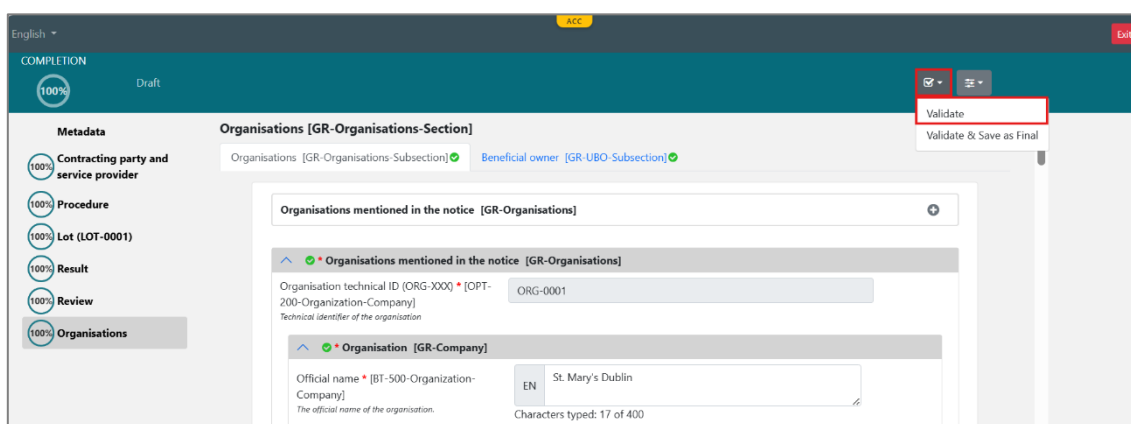 ACC
English
Exit
COMPLETION
100%
Draft
Validate
Validate & Save as Final
Metadata
100% Contracting party and
service provider
100% Procedure
100% Lot (LOT-0001)
100% Result
100% Review
100% Organisations
Organisations [GR-Organisations-Section]
Organisations [GR-Organisations-Subsection] Beneficial owner [GR-UBO-Subsection]
Organisations mentioned in the notice [GR-Organisations]
* Organisations mentioned in the notice [GR-Organisations]
Organisation technical ID (ORG-XXX) * [OPT-
200-Organization-Company]
Technical identifier of the organisation
ORG-0001
* Organisation [GR-Company]
Official name * [BT-500-Organization-
Company]
The official name of the organisation.
EN St. Mary's Dublin
Characters typed: 17 of 400